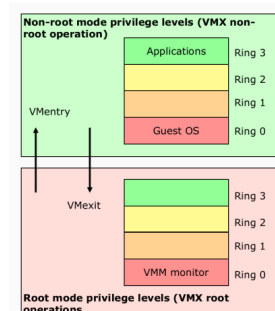 Non-root mode privilege levels (VMX non-
root operation)
Applications
Ring 3
Ring 2
VMentry
Ring 1
Guest OS
Ring 0
VMexit
Ring 3
Ring 2
Ring 1
VMM monitor
Ring 0
Root mode privilege levels (VMX root
operations